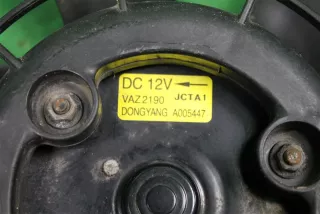 DC 12V ←
VAZ2190 JCTA1
DONGYANG A005447